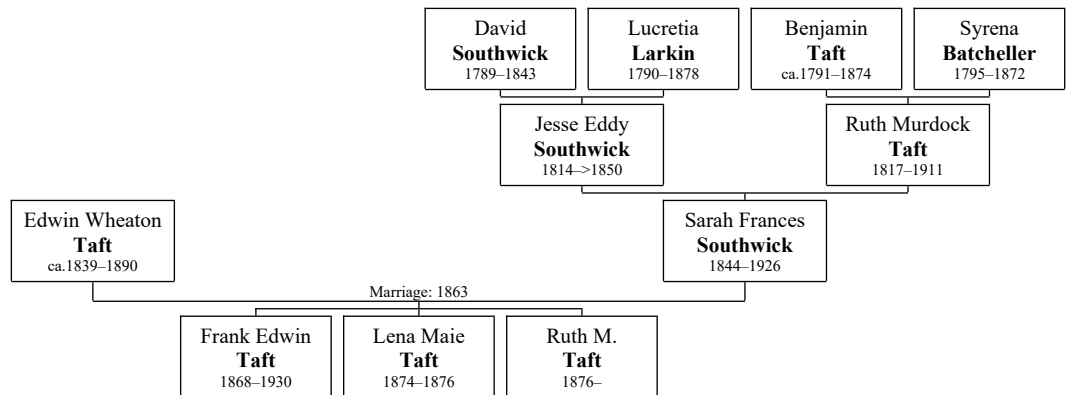 David
Southwick
1789–1843
Lucretia
Larkin
1790–1878
Benjamin
Taft
ca.1791–1874
Syrena
Batcheller
1795–1872
Jesse Eddy
Southwick
1814–>1850
Ruth Murdock
Taft
1817–1911
Edwin Wheaton
Taft
ca.1839–1890
Sarah Frances
Southwick
1844–1926
Marriage: 1863
Frank Edwin
Taft
1868–1930
Lena Maie
Taft
1874–1876
Ruth M.
Taft
1876–